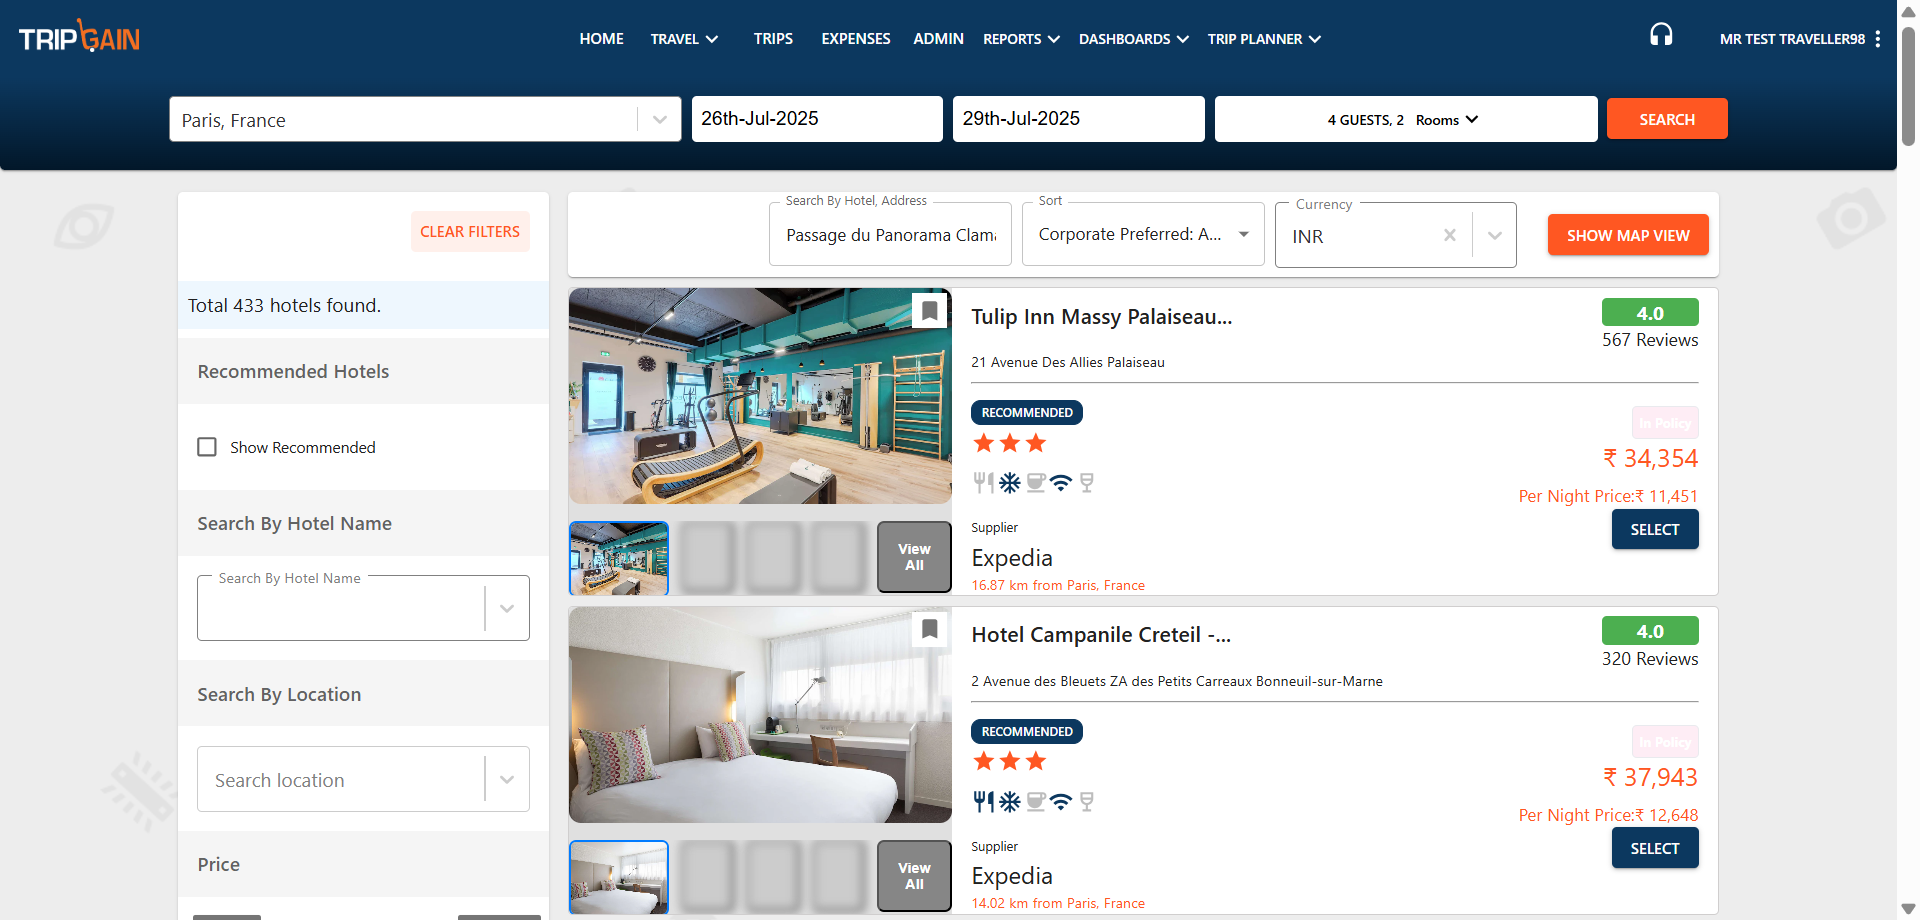 TRIPGAIN
HOME
TRAVEL
TRIPS
EXPENSES
ADMIN
REPORTS
DASHBOARDS
TRIP PLANNER
MR TEST TRAVELLER98
Paris, France
26th-Jul-2025
29th-Jul-2025
4 GUESTS, 2 Rooms
SEARCH
CLEAR FILTERS
Total 433 hotels found.
Recommended Hotels
Show Recommended
Search By Hotel Name
Search By Hotel Name
Search By Location
Search location
Price
Search By Hotel, Address
Passage du Panorama Clama
Sort
Corporate Preferred: A...
Currency
INR
SHOW MAP VIEW
Tulip Inn Massy Palaiseau...
4.0
567 Reviews
21 Avenue Des Allies Palaiseau
RECOMMENDED
In Policy
₹ 34,354
Per Night Price:₹ 11,451
SELECT
Supplier
Expedia
16.87 km from Paris, France
View
All
Hotel Campanile Creteil -...
4.0
320 Reviews
2 Avenue des Bleuets ZA des Petits Carreaux Bonneuil-sur-Marne
RECOMMENDED
In Policy
₹ 37,943
Per Night Price:₹ 12,648
SELECT
Supplier
Expedia
14.02 km from Paris, France
View
All